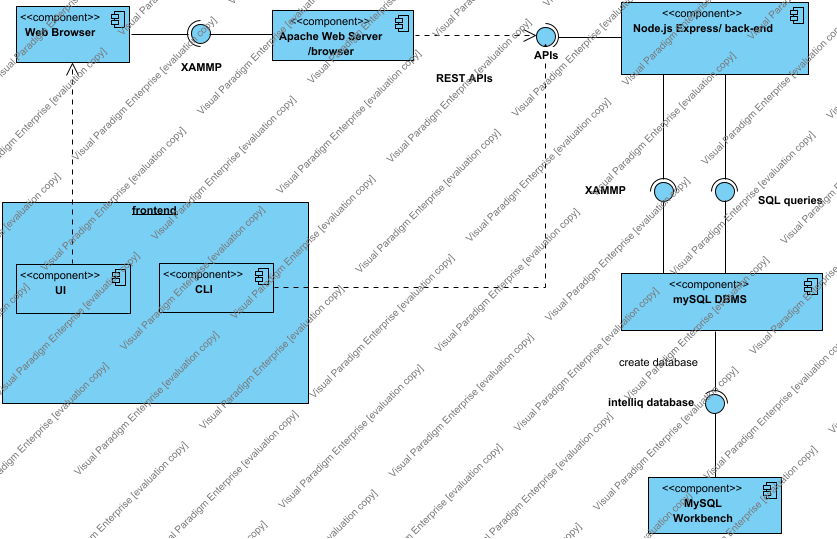 <<component>>
Web Browser
XAMMP
<<component>>
Apache Web Server
/browser
REST APIs
APIs
<<component>>
Node.js Express/ back-end
XAMMP
SQL queries
frontend
<<component>>
UI
<<component>>
CLI
<<component>>
mySQL DBMS
create database
intelliq database
<<component>>
MySQL
Workbench
Visual Paradigm Enterprise [evaluation copy]